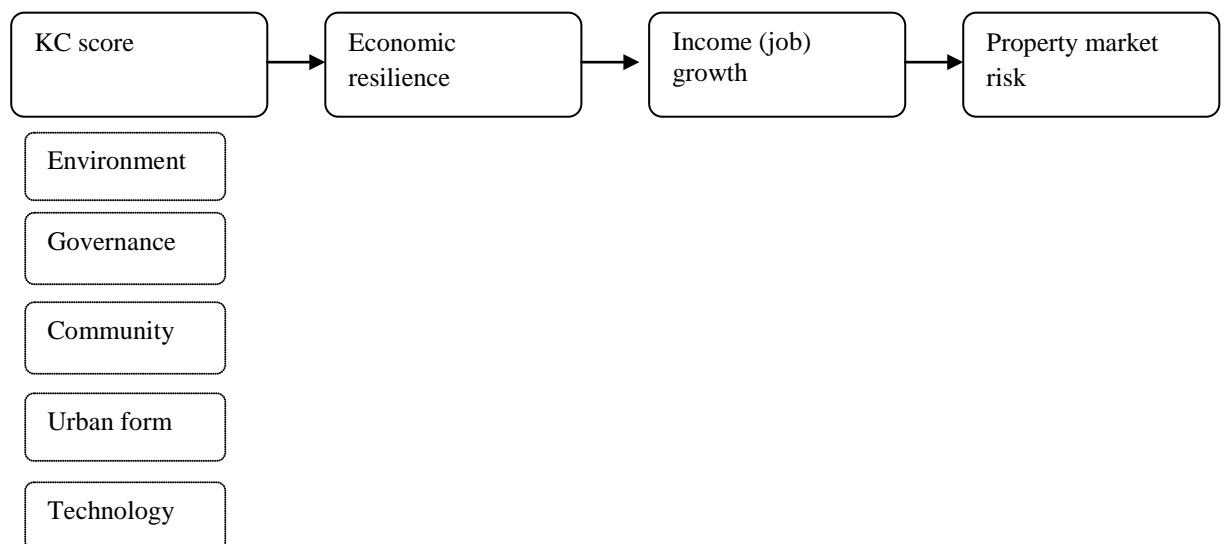 KC score
Economic
resilience
Income (job)
growth
Property market
risk
Environment
Governance
Community
Urban form
Technology